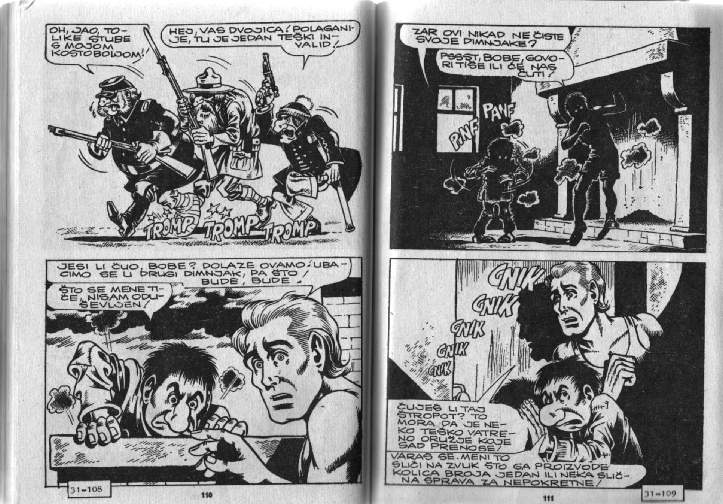 OH, JAO, TO-
LIKE STUBE
S MOJOM
KOSTOBOLJOM!
HEJ, VAS DVOJICA! POLAGANI-
JE, TU JE JEDAN TEŠKI IN-
VALID!
TROMP TROMP TROMP
JESI LI ČUO, BOBE? DOLAZE OVAMO! UBA-
CIMO SE U DRUGI DIMNJAK, PA ŠTO
BUDE, BUDE.
ŠTO SE MENE TI-
ČE, NISAM ODU-
ŠEVLJEN!
31-108
110
ZAR OVI NIKAD NE ČISTE
SVOJE DIMNJAKE?
PSSST, BOBE, GOVO-
RI TIŠE ILI ĆE NAS
ČUTI!
PANF
PANF
CNIK
CNIK
CNIK
CNIK
CNIK
ČUJEŠ LI TAJ
ŠTROPOT? TO
MORA DA JE NE-
KO TEŠKO VATRE-
NO ORUŽJE KOJE
SAD PRENOSE!
VARAŠ SE. MENI TO
SLIČI NA ZVUK ŠTO GA PROIZVODE
KOLICA BROJA JEDAN ILI NEKA SLIČ-
NA SPRAVA ZA NEPOKRETNE!
31-109
111